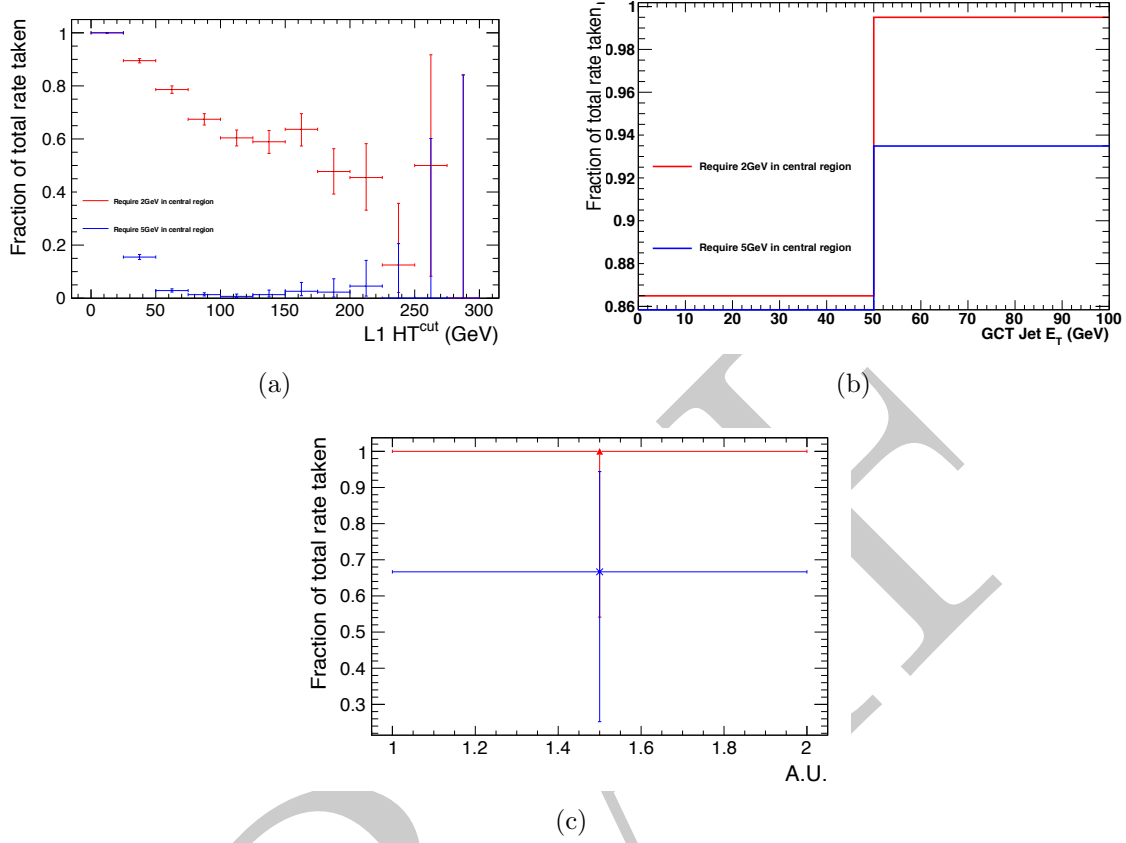 Fraction of total rate taken
1
0.8
0.6
0.4
0.2
0
Require 2GeV in central region
Require 5GeV in central region
0 50 100 150 200 250 300
L1 HT^cut (GeV)
(a)
Fraction of total rate taken
1
0.98
0.96
0.94
0.92
0.9
0.88
0.86
Require 2GeV in central region
Require 5GeV in central region
0 10 20 30 40 50 60 70 80 90 100
GCT Jet E_T (GeV)
(b)
Fraction of total rate taken
1
0.9
0.8
0.7
0.6
0.5
0.4
0.3
1 1.2 1.4 1.6 1.8 2
A.U.
(c)